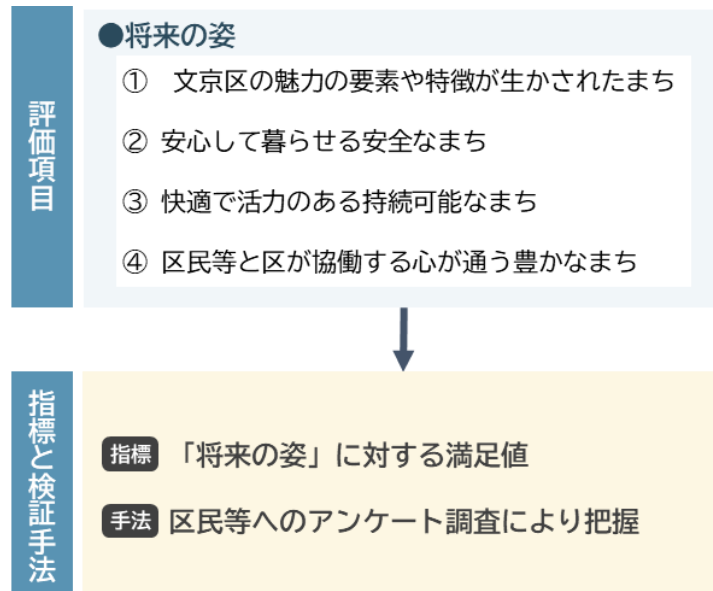 評価項目
●将来の姿
① 文京区の魅力の要素や特徴が生かされたまち
② 安心して暮らせる安全なまち
③ 快適で活力のある持続可能なまち
④ 区民等と区が協働する心が通う豊かなまち
指標と検証手法
指標 「将来の姿」に対する満足値
手法 区民等へのアンケート調査により把握